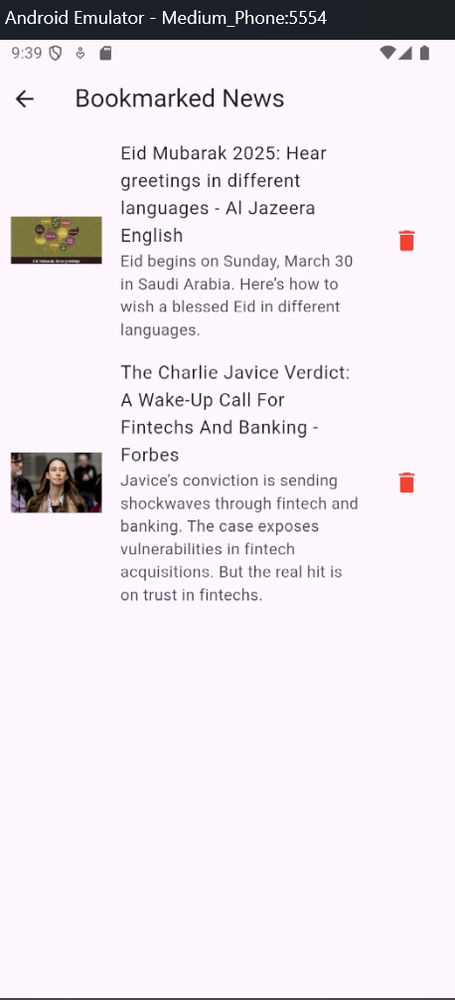 Android Emulator - Medium_Phone:5554
9:39
Bookmarked News
Eid Mubarak 2025: Hear
greetings in different
languages - Al Jazeera
English
Eid begins on Sunday, March 30
in Saudi Arabia. Here’s how to
wish a blessed Eid in different
languages.
The Charlie Javice Verdict:
A Wake-Up Call For
Fintechs And Banking -
Forbes
Javice’s conviction is sending
shockwaves through fintech and
banking. The case exposes
vulnerabilities in fintech
acquisitions. But the real hit is
on trust in fintechs.